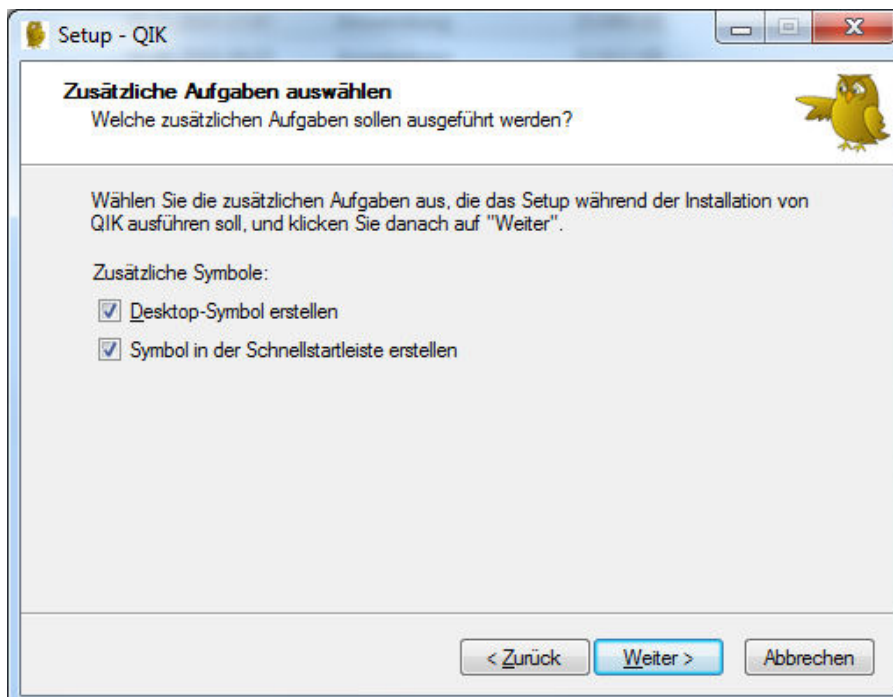 Setup - QIK
Zusätzliche Aufgaben auswählen
Welche zusätzlichen Aufgaben sollen ausgeführt werden?
Wählen Sie die zusätzlichen Aufgaben aus, die das Setup während der Installation von
QIK ausführen soll, und klicken Sie danach auf "Weiter".
Zusätzliche Symbole:
Desktop-Symbol erstellen
Symbol in der Schnellstartleiste erstellen
< Zurück
Weiter >
Abbrechen